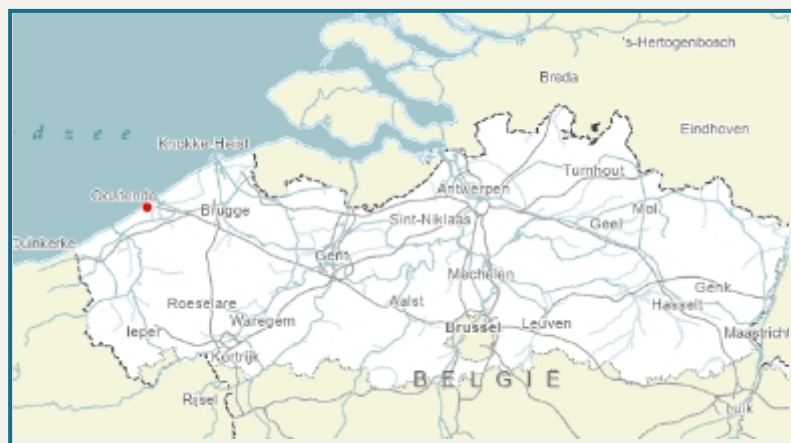 's-Hertogenbosch
Breda
Eindhoven
d z e e
Knokke-Heist
Turnhout
Oostende
Antwerpen
Brugge
Sint-Niklaas
Geel
Mol
Duinkerke
Gent
Mechelen
Genk
Roeselare
Aalst
Hasselt
Ieper
Waregem
Brussel
Leuven
Maastricht
Kortrijk
BELGIË
Rijsel
Luik